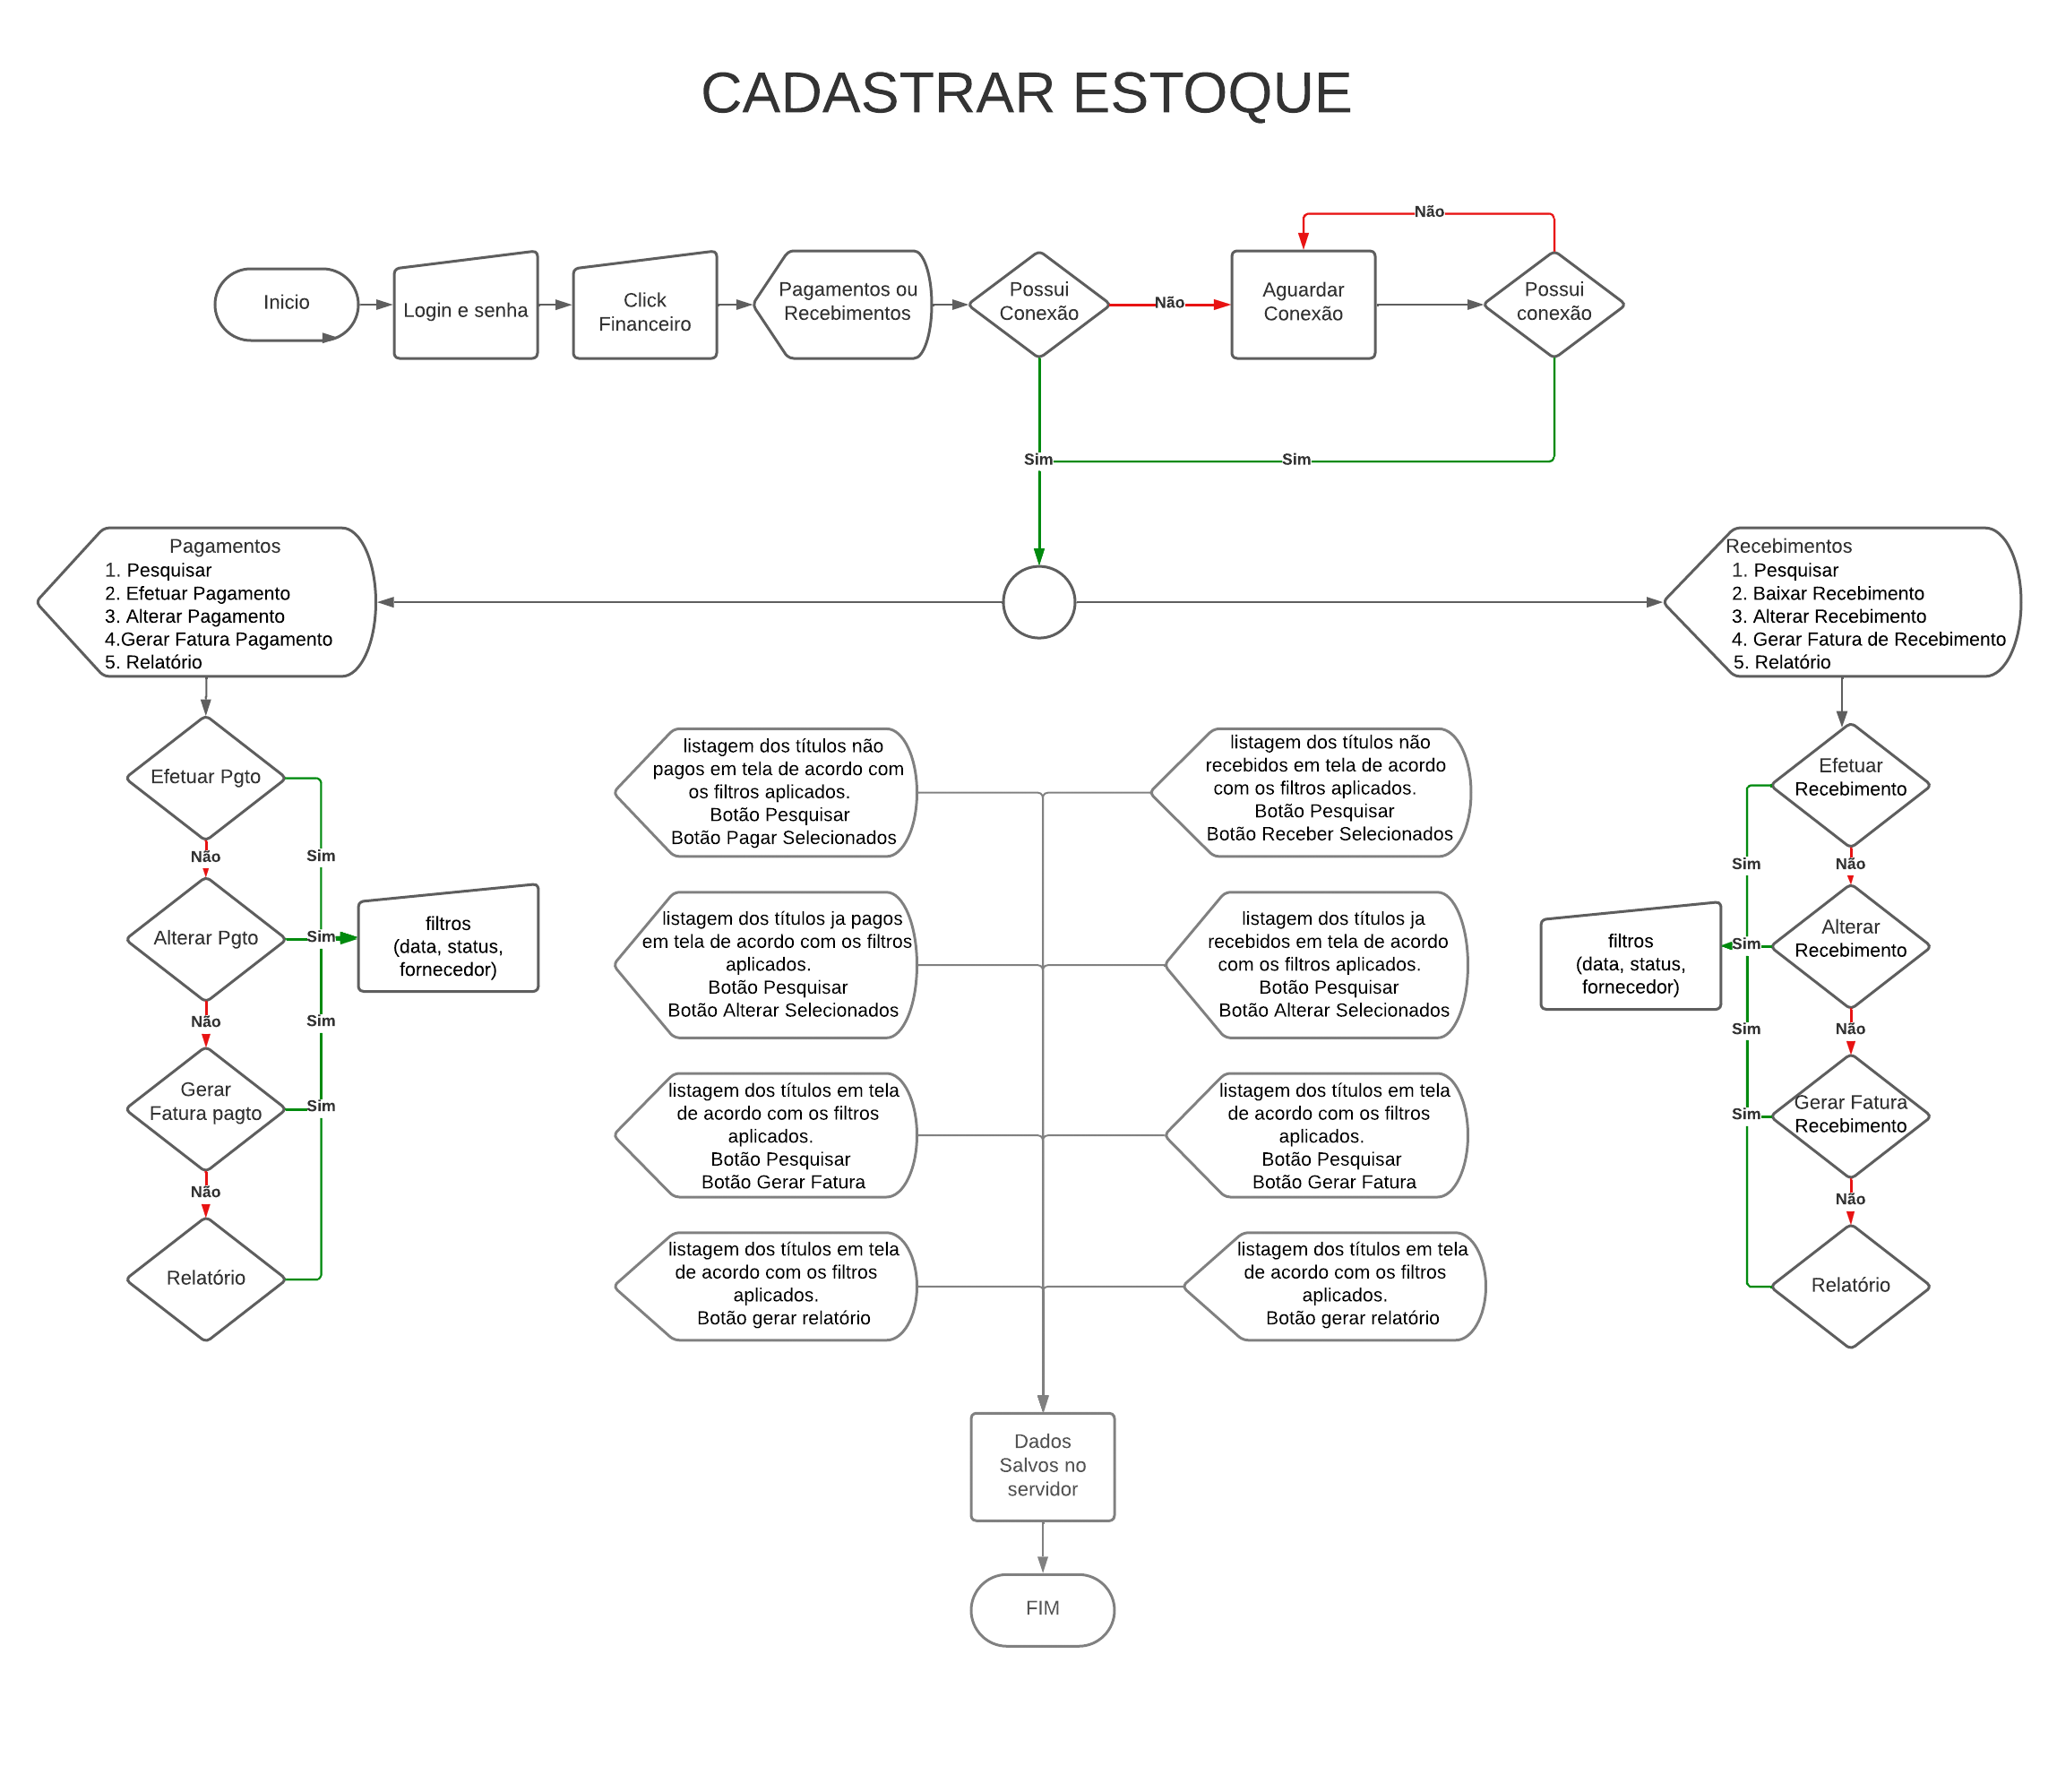 CADASTRAR ESTOQUE
Não
Inicio
Login e senha
Click
Financeiro
Pagamentos ou
Recebimentos
Possui
Conexão
Não
Aguardar
Conexão
Possui
conexão
Sim
Sim
Pagamentos
1. Pesquisar
2. Efetuar Pagamento
3. Alterar Pagamento
4.Gerar Fatura Pagamento
5. Relatório
Recebimentos
1. Pesquisar
2. Baixar Recebimento
3. Alterar Recebimento
4. Gerar Fatura de Recebimento
5. Relatório
Efetuar Pgto
Não
Sim
Alterar Pgto
Sim
filtros
(data, status,
fornecedor)
Não
Sim
Gerar
Fatura pagto
Sim
Não
Relatório
listagem dos títulos não
pagos em tela de acordo com
os filtros aplicados.
Botão Pesquisar
Botão Pagar Selecionados
listagem dos títulos ja pagos
em tela de acordo com os filtros
aplicados.
Botão Pesquisar
Botão Alterar Selecionados
listagem dos títulos em tela
de acordo com os filtros
aplicados.
Botão Pesquisar
Botão Gerar Fatura
listagem dos títulos em tela
de acordo com os filtros
aplicados.
Botão gerar relatório
listagem dos títulos não
recebidos em tela de acordo
com os filtros aplicados.
Botão Pesquisar
Botão Receber Selecionados
listagem dos títulos ja
recebidos em tela de acordo
com os filtros aplicados.
Botão Pesquisar
Botão Alterar Selecionados
listagem dos títulos em tela
de acordo com os filtros
aplicados.
Botão Pesquisar
Botão Gerar Fatura
listagem dos títulos em tela
de acordo com os filtros
aplicados.
Botão gerar relatório
Efetuar
Recebimento
Sim
Não
filtros
(data, status,
fornecedor)
Sim
Alterar
Recebimento
Sim
Não
Sim
Gerar Fatura
Recebimento
Não
Relatório
Dados
Salvos no
servidor
FIM